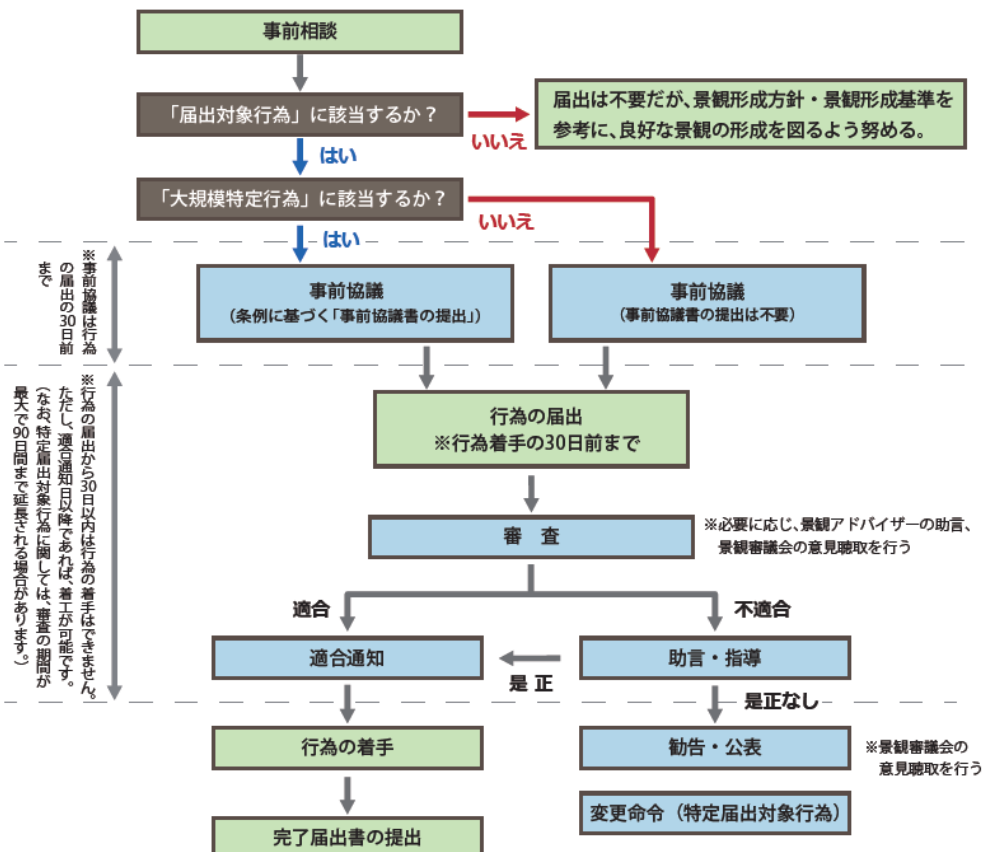 事前相談
「届出対象行為」に該当するか？
いいえ
届出は不要だが、景観形成方針・景観形成基準を
参考に、良好な景観の形成を図るよう努める。
はい
「大規模特定行為」に該当するか？
いいえ
はい
※事前協議は行為
の届出の30日前
まで
事前協議
（条例に基づく「事前協議書の提出」）
事前協議
（事前協議書の提出は不要）
※行為の届出から30日以内は行為の着手はできません。
ただし、適合通知日以降であれば、着工が可能です。
（なお、特定届出対象行為に関しては、審査の期間が
最大で90日間まで延長される場合があります。）
行為の届出
※行為着手の30日前まで
審　査
※必要に応じ、景観アドバイザーの助言、
景観審議会の意見聴取を行う
適合
不適合
適合通知
是 正
助言・指導
是正なし
行為の着手
勧告・公表
※景観審議会の
意見聴取を行う
変更命令（特定届出対象行為）
完了届出書の提出